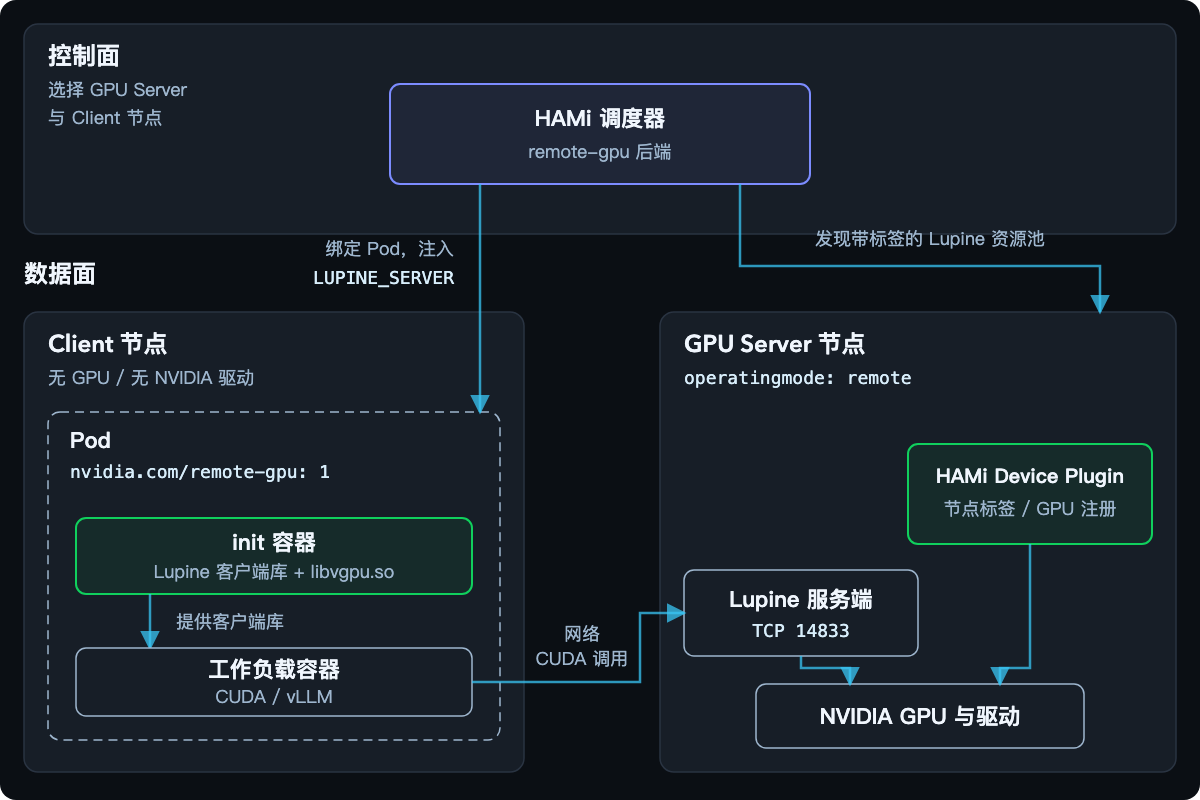 控制面
选择 GPU Server
与 Client 节点
HAMi 调度器
remote-gpu 后端
绑定 Pod，注入
LUPINE_SERVER
发现带标签的 Lupine 资源池
数据面
Client 节点
无 GPU / 无 NVIDIA 驱动
Pod
nvidia.com/remote-gpu: 1
init 容器
Lupine 客户端库 + libvgpu.so
提供客户端库
工作负载容器
CUDA / vLLM
网络
CUDA 调用
GPU Server 节点
operatingmode: remote
HAMi Device Plugin
节点标签 / GPU 注册
Lupine 服务端
TCP 14833
NVIDIA GPU 与驱动